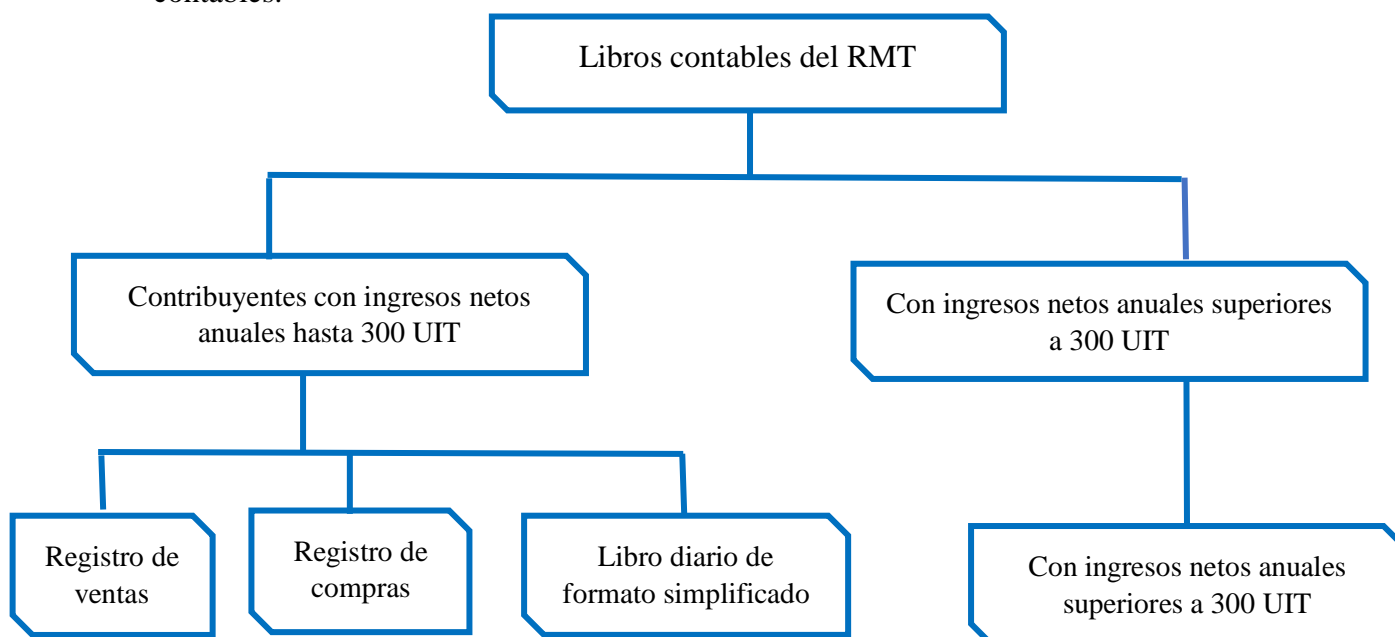 contables.
Libros contables del RMT
Contribuyentes con ingresos netos
anuales hasta 300 UIT
Con ingresos netos anuales superiores
a 300 UIT
Registro de
ventas
Registro de
compras
Libro diario de
formato simplificado
Con ingresos netos anuales
superiores a 300 UIT